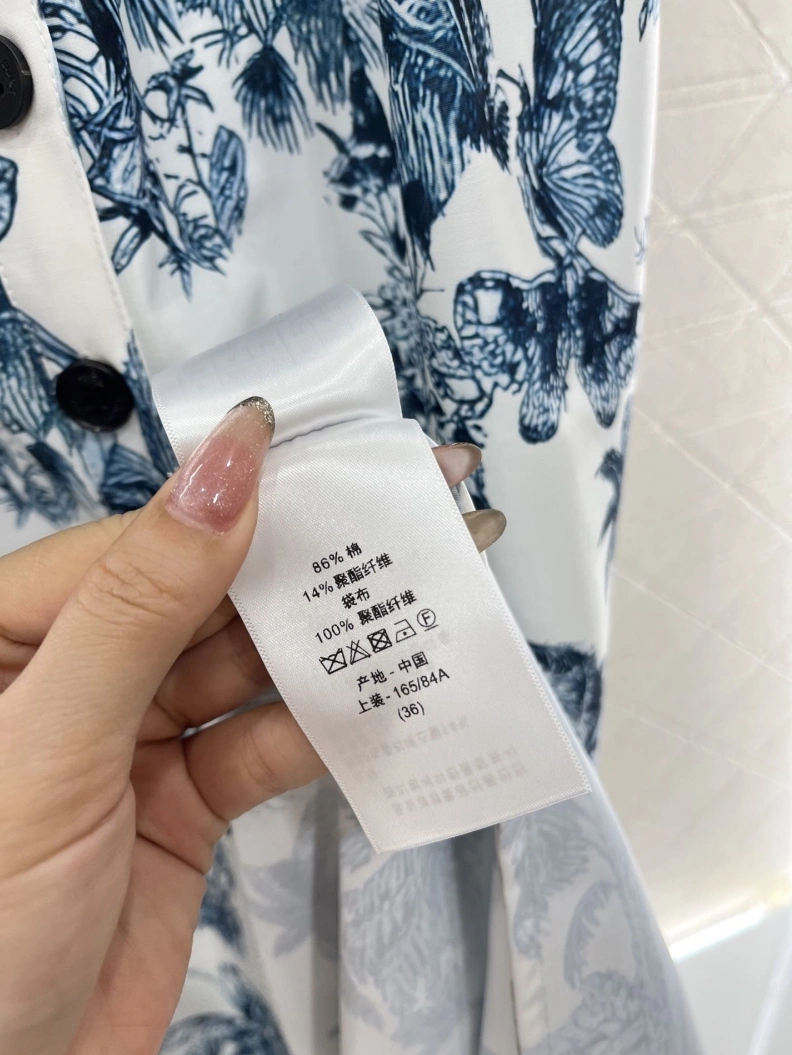 86% 棉
14% 聚酯纤维
袋布
100% 聚酯纤维
产地 - 中国
上装 - 165/84A
(36)